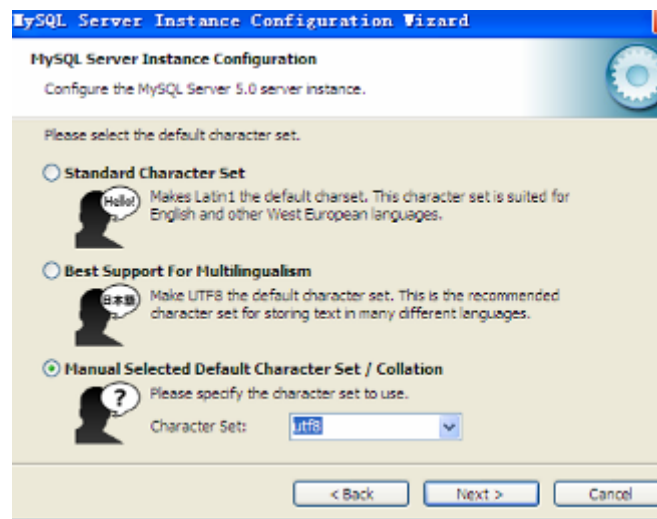 MySQL Server Instance Configuration Wizard
MySQL Server Instance Configuration
Configure the MySQL Server 5.0 server instance.
Please select the default character set.
Standard Character Set
Hello!
Makes Latin1 the default charset. This character set is suited for
English and other West European languages.
Best Support For Multilingualism
日本語
Make UTF8 the default character set. This is the recommended
character set for storing text in many different languages.
Manual Selected Default Character Set / Collation
?
Please specify the character set to use.
Character Set:
utf8
< Back
Next >
Cancel